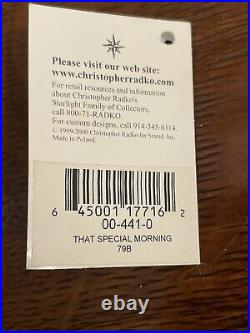 Please visit our web site:
www.christopherradko.com
For retail resources and information
about Christopher Radko's
Starlight Family of Collectors,
call 800-71-RADKO.
For custom designs, call 914-345-6114.
© 1999-2000 Christopher Radko for Starad, Inc.
Made in Poland.
6 45001 17716 2
00-441-0
THAT SPECIAL MORNING
79B